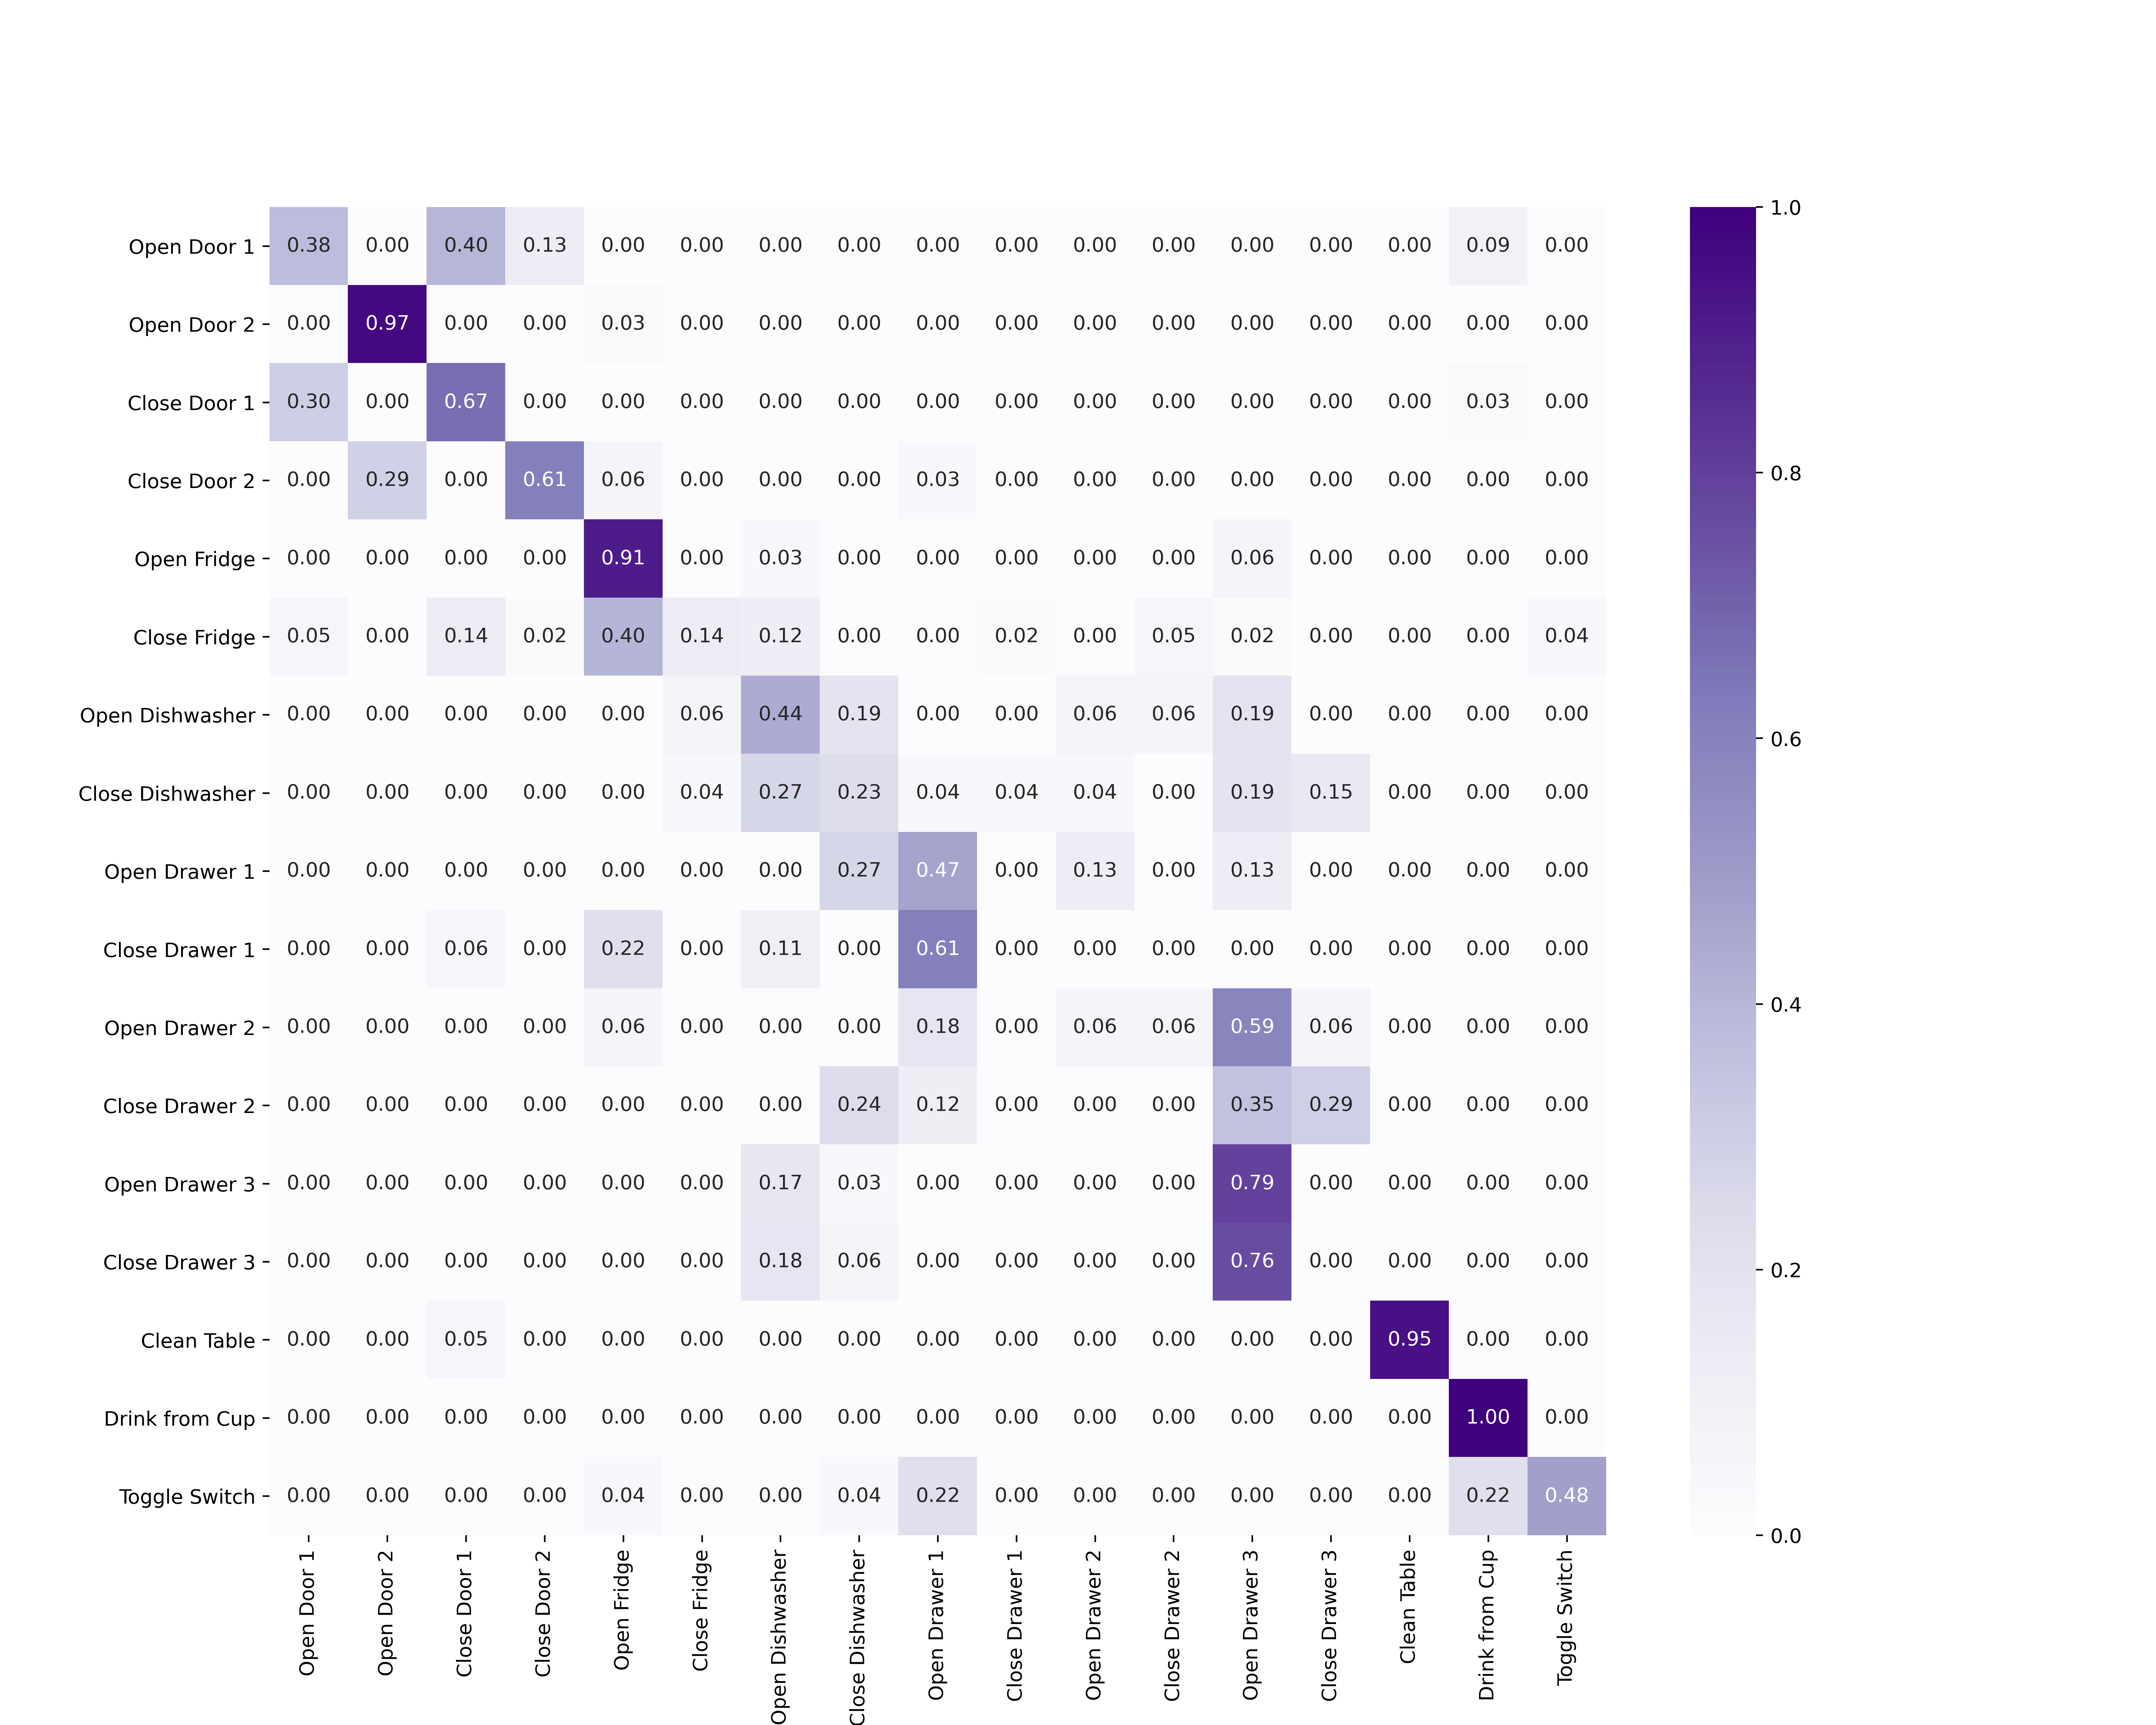 1.0
Open Door 1 0.38 0.00 0.40 0.13 0.00 0.00 0.00 0.00 0.00 0.00 0.00 0.00 0.00 0.00 0.00 0.09 0.00
Open Door 2 0.00 0.97 0.00 0.00 0.03 0.00 0.00 0.00 0.00 0.00 0.00 0.00 0.00 0.00 0.00 0.00 0.00
Close Door 1 0.30 0.00 0.67 0.00 0.00 0.00 0.00 0.00 0.00 0.00 0.00 0.00 0.00 0.00 0.00 0.03 0.00
0.8
Close Door 2 0.00 0.29 0.00 0.61 0.06 0.00 0.00 0.00 0.03 0.00 0.00 0.00 0.00 0.00 0.00 0.00 0.00
Open Fridge 0.00 0.00 0.00 0.00 0.91 0.00 0.03 0.00 0.00 0.00 0.00 0.00 0.06 0.00 0.00 0.00 0.00
Close Fridge 0.05 0.00 0.14 0.02 0.40 0.14 0.12 0.00 0.00 0.02 0.00 0.05 0.02 0.00 0.00 0.00 0.04
Open Dishwasher 0.00 0.00 0.00 0.00 0.00 0.06 0.44 0.19 0.00 0.00 0.06 0.06 0.19 0.00 0.00 0.00 0.00
0.6
Close Dishwasher 0.00 0.00 0.00 0.00 0.00 0.04 0.27 0.23 0.04 0.04 0.04 0.00 0.19 0.15 0.00 0.00 0.00
Open Drawer 1 0.00 0.00 0.00 0.00 0.00 0.00 0.00 0.27 0.47 0.00 0.13 0.00 0.13 0.00 0.00 0.00 0.00
Close Drawer 1 0.00 0.00 0.06 0.00 0.22 0.00 0.11 0.00 0.61 0.00 0.00 0.00 0.00 0.00 0.00 0.00 0.00
0.4
Open Drawer 2 0.00 0.00 0.00 0.00 0.06 0.00 0.00 0.00 0.18 0.00 0.06 0.06 0.59 0.06 0.00 0.00 0.00
Close Drawer 2 0.00 0.00 0.00 0.00 0.00 0.00 0.00 0.24 0.12 0.00 0.00 0.00 0.35 0.29 0.00 0.00 0.00
Open Drawer 3 0.00 0.00 0.00 0.00 0.00 0.00 0.17 0.03 0.00 0.00 0.00 0.00 0.79 0.00 0.00 0.00 0.00
Close Drawer 3 0.00 0.00 0.00 0.00 0.00 0.00 0.18 0.06 0.00 0.00 0.00 0.00 0.76 0.00 0.00 0.00 0.00
0.2
Clean Table 0.00 0.00 0.05 0.00 0.00 0.00 0.00 0.00 0.00 0.00 0.00 0.00 0.00 0.00 0.95 0.00 0.00
Drink from Cup 0.00 0.00 0.00 0.00 0.00 0.00 0.00 0.00 0.00 0.00 0.00 0.00 0.00 0.00 0.00 1.00 0.00
Toggle Switch 0.00 0.00 0.00 0.00 0.04 0.00 0.00 0.04 0.22 0.00 0.00 0.00 0.00 0.00 0.00 0.22 0.48
0.0
Open Door 1
Open Door 2
Close Door 1
Close Door 2
Open Fridge
Close Fridge
Open Dishwasher
Close Dishwasher
Open Drawer 1
Close Drawer 1
Open Drawer 2
Close Drawer 2
Open Drawer 3
Close Drawer 3
Clean Table
Drink from Cup
Toggle Switch